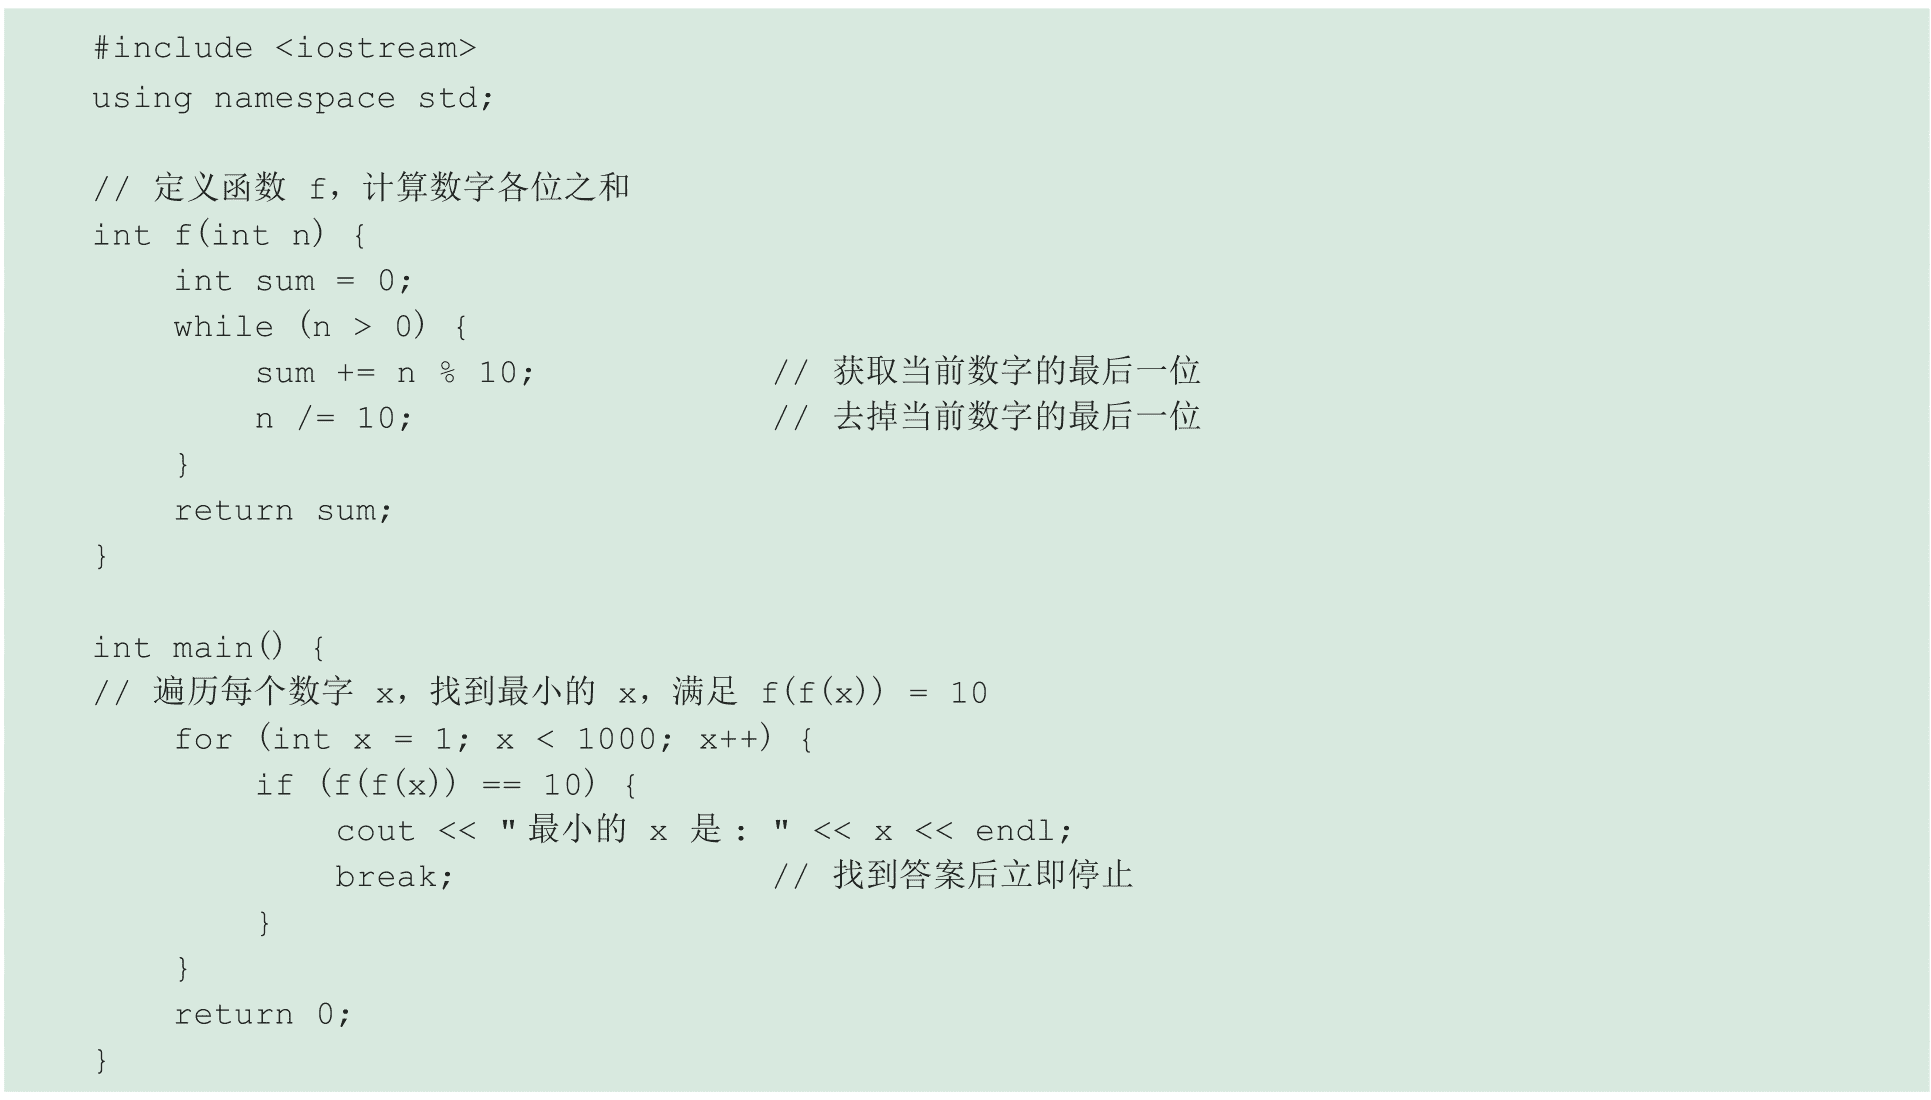 #include <iostream>
using namespace std;
// 定义函数 f，计算数字各位之和
int f(int n) {
int sum = 0;
while (n > 0) {
sum += n % 10; // 获取当前数字的最后一位
n /= 10; // 去掉当前数字的最后一位
}
return sum;
}
int main() {
// 遍历每个数字 x，找到最小的 x，满足 f(f(x)) = 10
for (int x = 1; x < 1000; x++) {
if (f(f(x)) == 10) {
cout << "最小的 x 是: " << x << endl;
break; // 找到答案后立即停止
}
}
return 0;
}